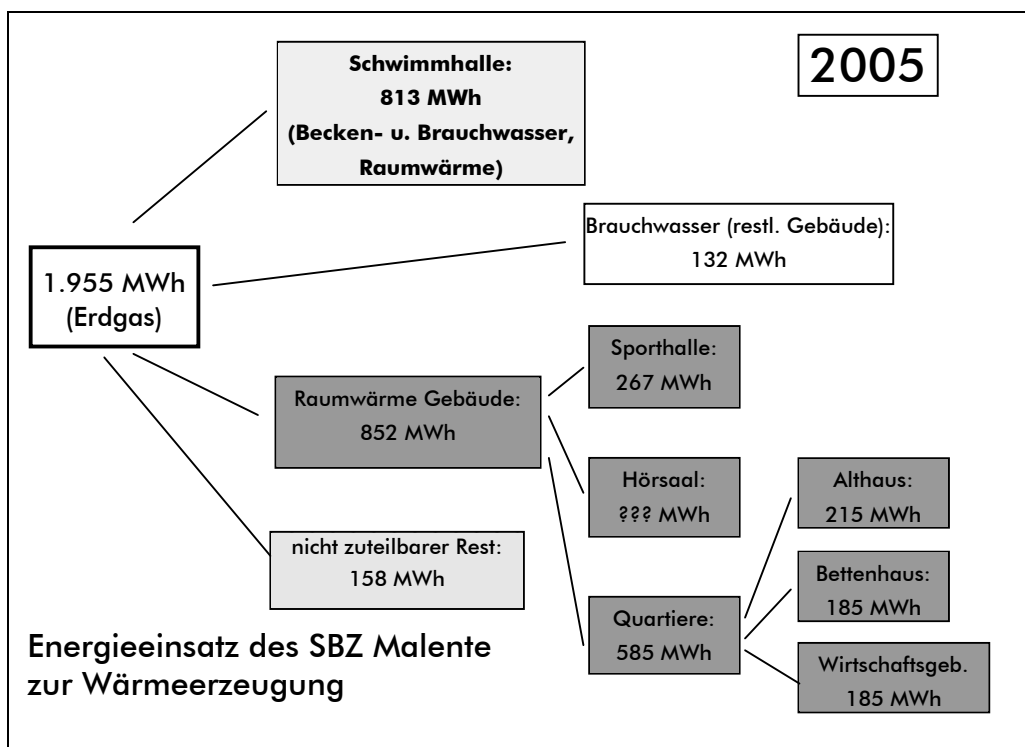 Schwimmhalle:
813 MWh
(Becken- u. Brauchwasser,
Raumwärme)
2005
Brauchwasser (restl. Gebäude):
132 MWh
1.955 MWh
(Erdgas)
Sporthalle:
267 MWh
Raumwärme Gebäude:
852 MWh
Hörsaal:
??? MWh
Althaus:
215 MWh
nicht zuteilbarer Rest:
158 MWh
Bettenhaus:
185 MWh
Quartiere:
585 MWh
Wirtschaftsgeb.
185 MWh
Energieeinsatz des SBZ Malente
zur Wärmeerzeugung